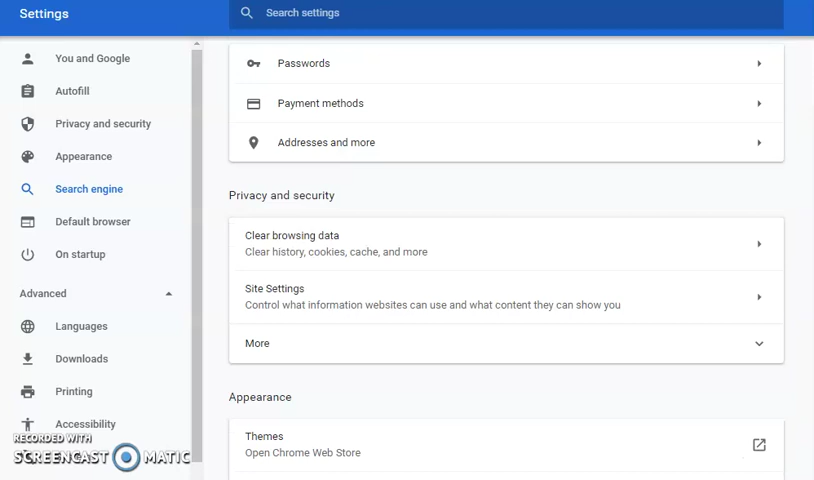 Settings
Search settings
You and Google
Autofill
Privacy and security
Appearance
Search engine
Default browser
On startup
Advanced
Languages
Downloads
Printing
Accessibility
RECORDED WITH
SCREENCAST MATIC
Passwords
Payment methods
Addresses and more
Privacy and security
Clear browsing data
Clear history, cookies, cache, and more
Site Settings
Control what information websites can use and what content they can show you
More
Appearance
Themes
Open Chrome Web Store